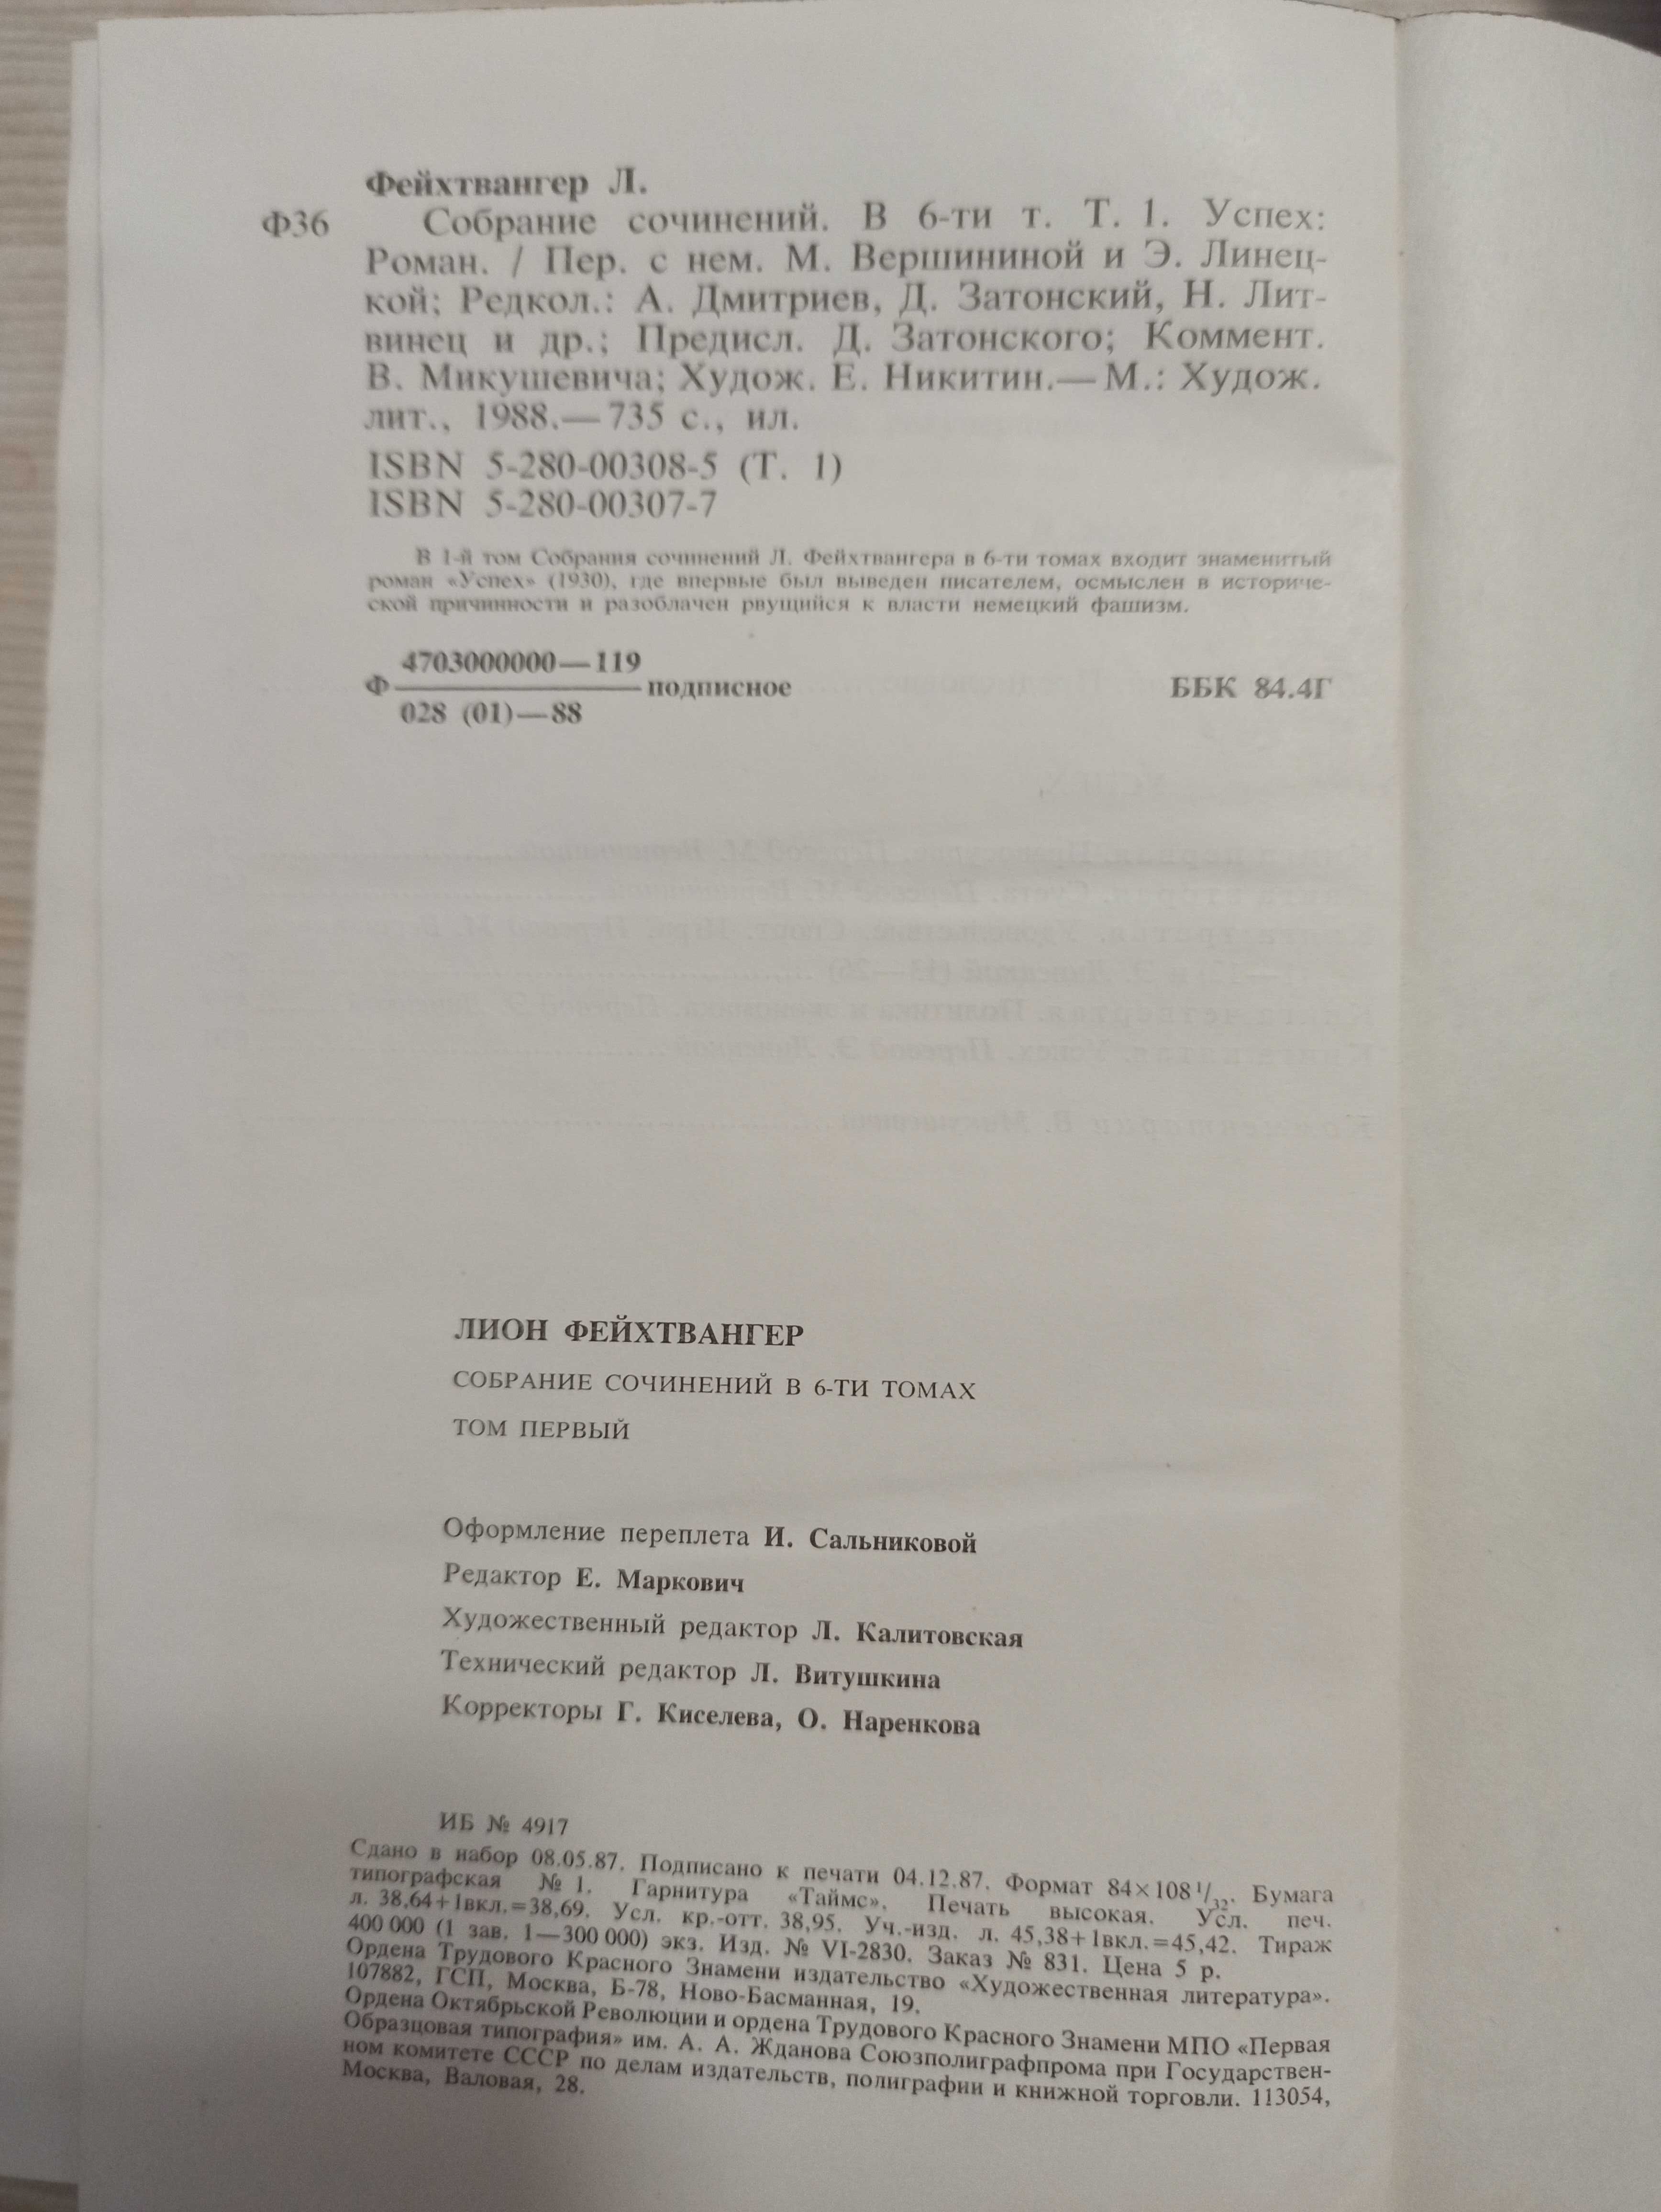 Фейхтвангер Л.
Ф36 Собрание сочинений. В 6-ти т. Т. 1. Успех:
Роман. / Пер. с нем. М. Вершининой и Э. Линец-
кой; Редкол.: А. Дмитриев, Д. Затонский, Н. Лит-
винец и др.; Предисл. Д. Затонского; Коммент.
В. Микушевича; Худож. Е. Никитин.— М.: Худож.
лит., 1988.— 735 с., ил.
ISBN 5-280-00308-5 (Т. 1)
ISBN 5-280-00307-7
В 1-й том Собрания сочинений Л. Фейхтвангера в 6-ти томах входит знаменитый
роман «Успех» (1930), где впервые был выведен писателем, осмыслен в историче-
ской причинности и разоблачен рвущийся к власти немецкий фашизм.
4703000000—119
Ф подписное ББК 84.4Г
028 (01)—88
ЛИОН ФЕЙХТВАНГЕР
СОБРАНИЕ СОЧИНЕНИЙ В 6-ТИ ТОМАХ
ТОМ ПЕРВЫЙ
Оформление переплета И. Сальниковой
Редактор Е. Маркович
Художественный редактор Л. Калитовская
Технический редактор Л. Витушкина
Корректоры Г. Киселева, О. Наренкова
ИБ № 4917
Сдано в набор 08.05.87. Подписано к печати 04.12.87. Формат 84×108 1/32. Бумага
типографская № 1. Гарнитура «Таймс». Печать высокая. Усл. печ.
л. 38,64+1вкл.=38,69. Усл. кр.-отт. 38,95. Уч.-изд. л. 45,38+1вкл.=45,42. Тираж
400 000 (1 зав. 1—300 000) экз. Изд. № VI-2830. Заказ № 831. Цена 5 р.
Ордена Трудового Красного Знамени издательство «Художественная литература».
107882, ГСП, Москва, Б-78, Ново-Басманная, 19.
Ордена Октябрьской Революции и ордена Трудового Красного Знамени МПО «Первая
Образцовая типография» им. А. А. Жданова Союзполиграфпрома при Государствен-
ном комитете СССР по делам издательств, полиграфии и книжной торговли. 113054,
Москва, Валовая, 28.